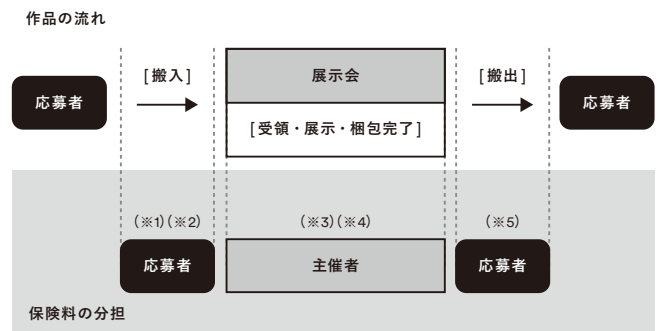 作品の流れ
応募者
[搬入]
展示会
[受領・展示・梱包完了]
[搬出]
応募者
(※1)(※2)
(※3)(※4)
(※5)
応募者
主催者
応募者
保険料の分担